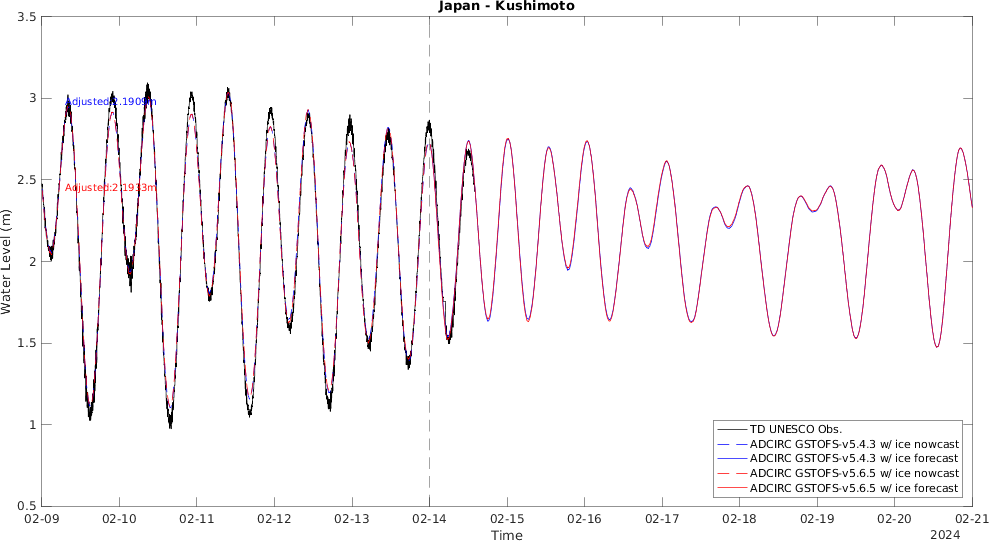 Japan - Kushimoto
3.5
3
2.5
2
1.5
1
0.5
Water Level (m)
Adjusted:2.1909m
Adjusted:2.1933m
TD UNESCO Obs.
ADCIRC GSTOFS-v5.4.3 w/ ice nowcast
ADCIRC GSTOFS-v5.4.3 w/ ice forecast
ADCIRC GSTOFS-v5.6.5 w/ ice nowcast
ADCIRC GSTOFS-v5.6.5 w/ ice forecast
02-09 02-10 02-11 02-12 02-13 02-14 02-15 02-16 02-17 02-18 02-19 02-20 02-21
Time
2024